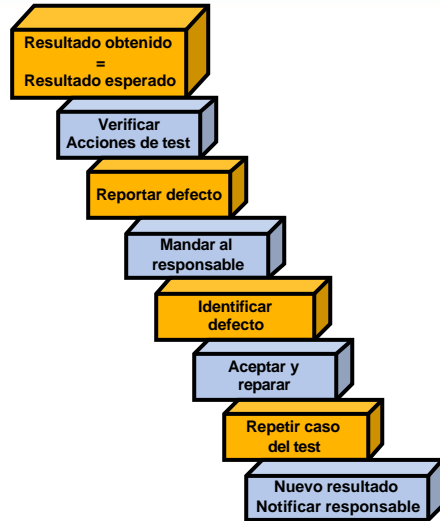 Resultado obtenido
=
Resultado esperado
Verificar
Acciones de test
Reportar defecto
Mandar al
responsable
Identificar
defecto
Aceptar y
reparar
Repetir caso
del test
Nuevo resultado
Notificar responsable